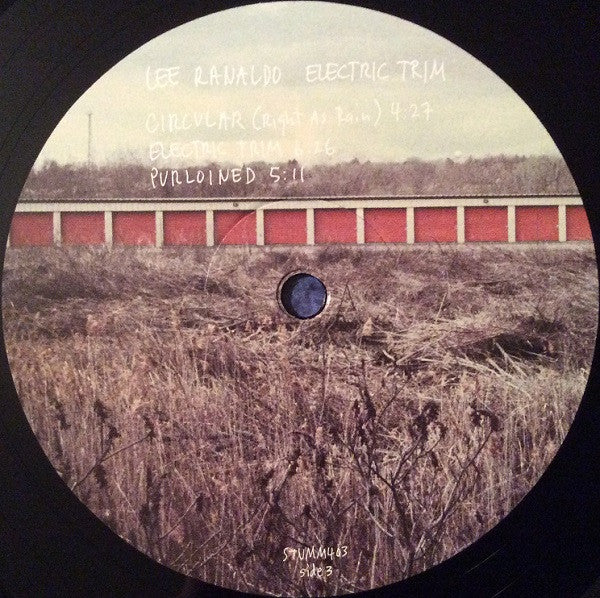 LEE RANALDO ELECTRIC TRIM
CIRCULAR (Right As Rain) 4:27
ELECTRIC TRIM 6:26
PURLOINED 5:11
STUMM403
side 3